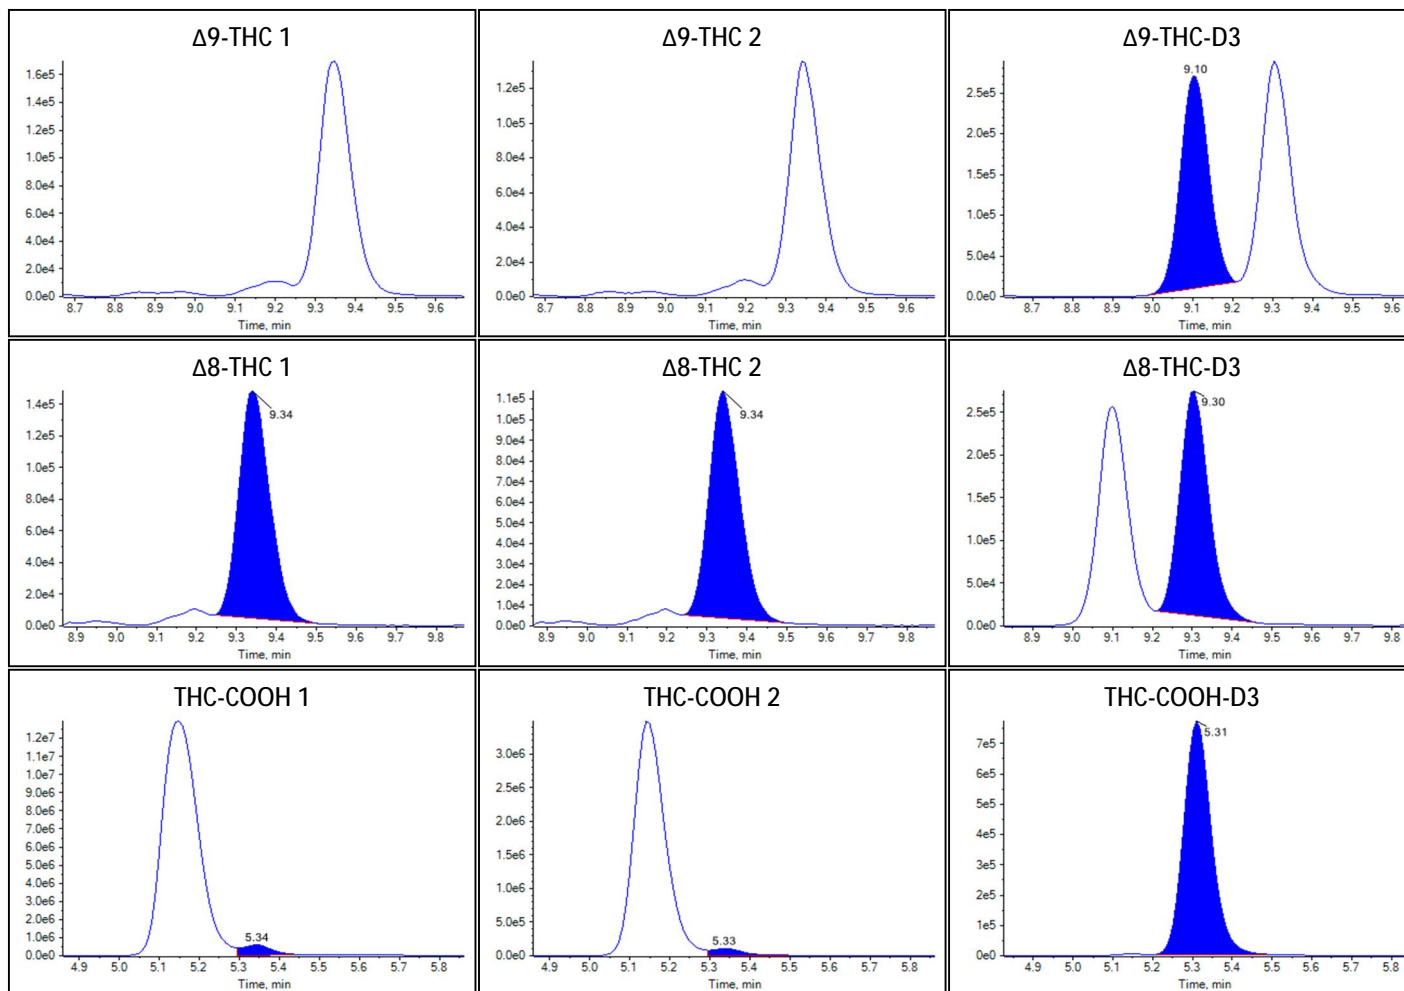 Δ9-THC 1
1.6e5
1.4e5
1.2e5
1.0e5
8.0e4
6.0e4
4.0e4
2.0e4
0.0e0
8.7 8.8 8.9 9.0 9.1 9.2 9.3 9.4 9.5 9.6
Time, min
Δ9-THC 2
1.2e5
1.0e5
8.0e4
6.0e4
4.0e4
2.0e4
0.0e0
8.7 8.8 8.9 9.0 9.1 9.2 9.3 9.4 9.5 9.6
Time, min
Δ9-THC-D3
9.10
2.5e5
2.0e5
1.5e5
1.0e5
5.0e4
0.0e0
8.7 8.8 8.9 9.0 9.1 9.2 9.3 9.4 9.5 9.6
Time, min
Δ8-THC 1
9.34
1.4e5
1.2e5
1.0e5
8.0e4
6.0e4
4.0e4
2.0e4
0.0e0
8.9 9.0 9.1 9.2 9.3 9.4 9.5 9.6 9.7 9.8
Time, min
Δ8-THC 2
9.34
1.1e5
1.0e5
9.0e4
8.0e4
7.0e4
6.0e4
5.0e4
4.0e4
3.0e4
2.0e4
1.0e4
0.0e0
8.9 9.0 9.1 9.2 9.3 9.4 9.5 9.6 9.7 9.8
Time, min
Δ8-THC-D3
9.30
2.5e5
2.0e5
1.5e5
1.0e5
5.0e4
0.0e0
8.9 9.0 9.1 9.2 9.3 9.4 9.5 9.6 9.7 9.8
Time, min
THC-COOH 1
1.2e7
1.1e7
1.0e7
9.0e6
8.0e6
7.0e6
6.0e6
5.0e6
4.0e6
3.0e6
2.0e6
1.0e6
0.0e0
5.34
4.9 5.0 5.1 5.2 5.3 5.4 5.5 5.6 5.7 5.8
Time, min
THC-COOH 2
3.0e6
2.5e6
2.0e6
1.5e6
1.0e6
5.0e5
0.0e0
5.33
4.9 5.0 5.1 5.2 5.3 5.4 5.5 5.6 5.7 5.8
Time, min
THC-COOH-D3
5.31
7e5
6e5
5e5
4e5
3e5
2e5
1e5
0e0
4.9 5.0 5.1 5.2 5.3 5.4 5.5 5.6 5.7 5.8
Time, min